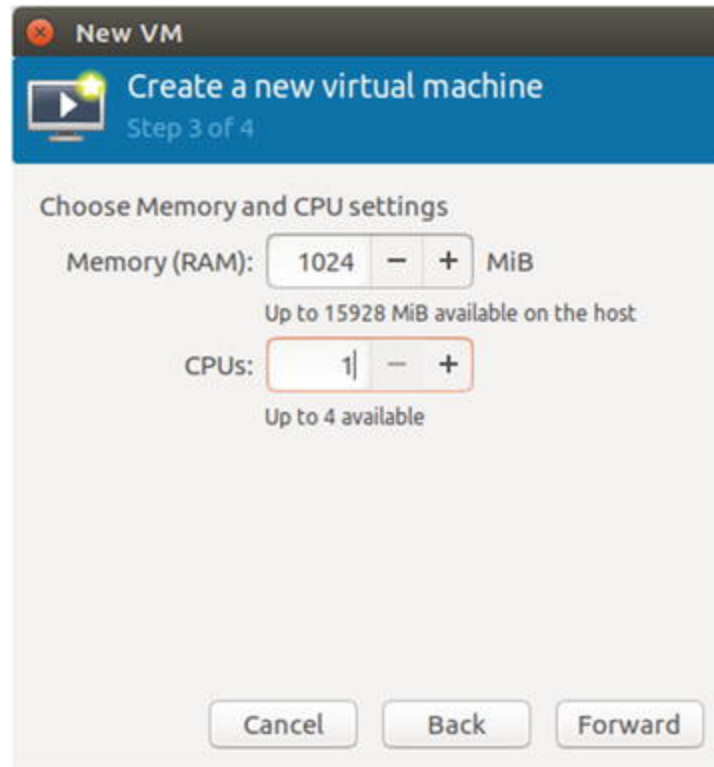 New VM
Create a new virtual machine
Step 3 of 4
Choose Memory and CPU settings
Memory (RAM): 1024 − + MiB
Up to 15928 MiB available on the host
CPUs: 1 − +
Up to 4 available
Cancel Back Forward